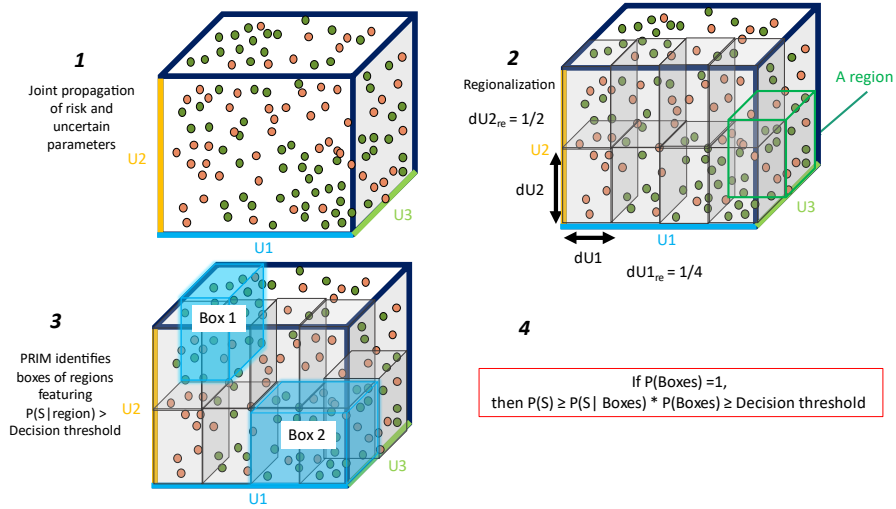 1
Joint propagation
of risk and
uncertain
parameters
U2
U1
U3
2
Regionalization
dU2re = 1/2
A region
U2
dU2
U3
U1
dU1
dU1re = 1/4
3
PRIM identifies
boxes of regions
featuring
P(S|region) >
Decision threshold
Box 1
U2
Box 2
U3
U1
4
If P(Boxes) =1,
then P(S) ≥ P(S| Boxes) * P(Boxes) ≥ Decision threshold